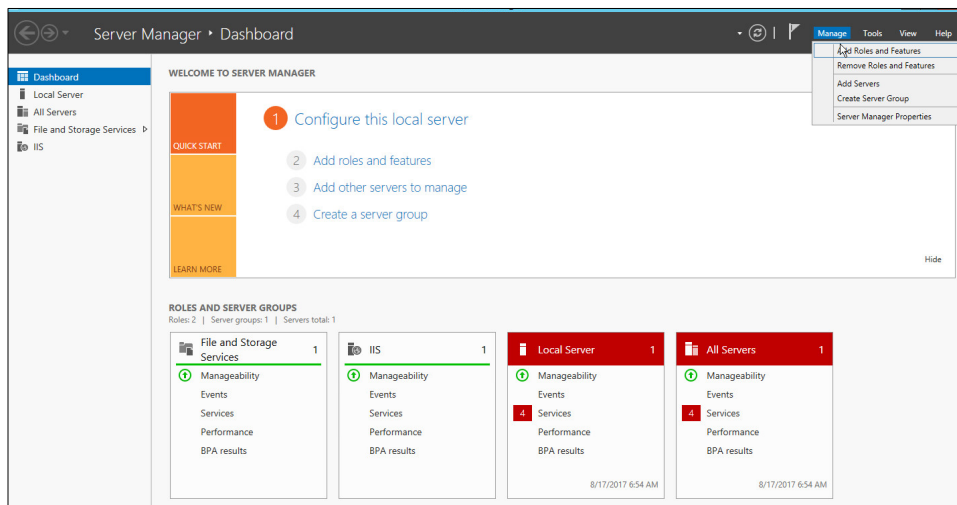 Server Manager ‣ Dashboard
Manage Tools View Help
Add Roles and Features
Remove Roles and Features
Add Servers
Create Server Group
Server Manager Properties
Dashboard
Local Server
All Servers
File and Storage Services
IIS
WELCOME TO SERVER MANAGER
QUICK START
WHAT'S NEW
LEARN MORE
1 Configure this local server
2 Add roles and features
3 Add other servers to manage
4 Create a server group
Hide
ROLES AND SERVER GROUPS
Roles: 2 | Server groups: 1 | Servers total: 1
File and Storage
Services 1
Manageability
Events
Services
Performance
BPA results
IIS 1
Manageability
Events
Services
Performance
BPA results
Local Server 1
Manageability
Events
4 Services
Performance
BPA results
8/17/2017 6:54 AM
All Servers 1
Manageability
Events
4 Services
Performance
BPA results
8/17/2017 6:54 AM